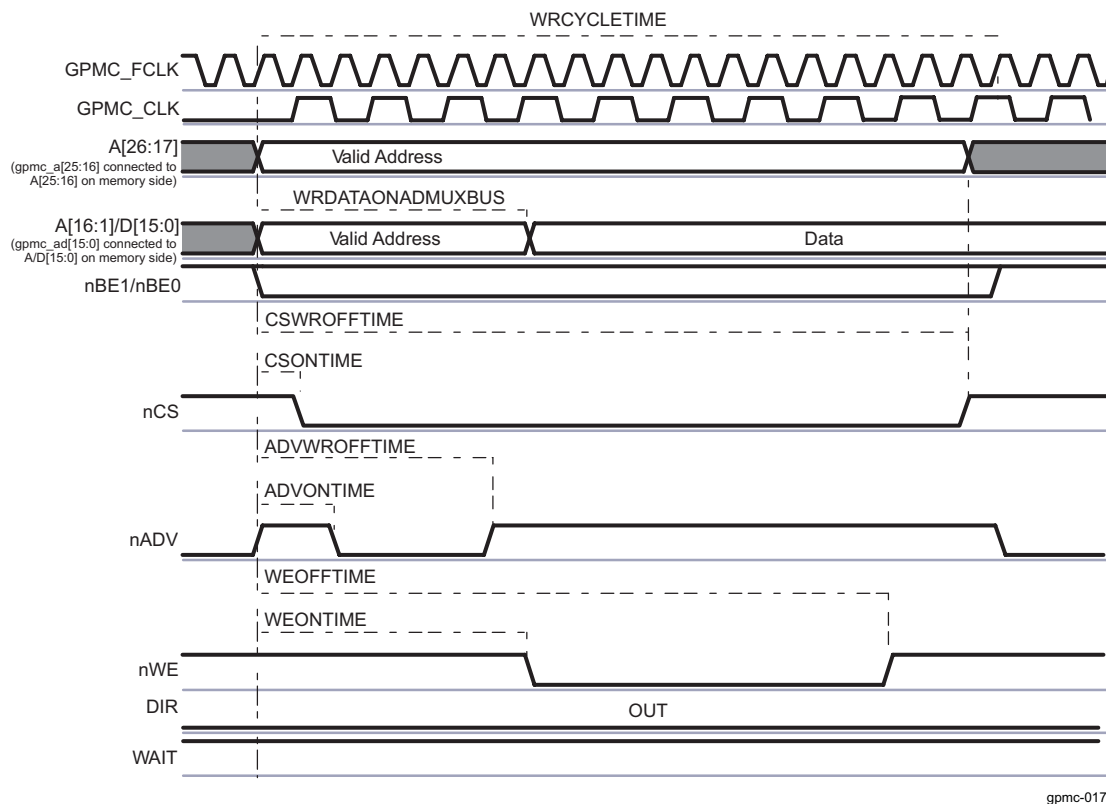 WRCYCLETIME
GPMC_FCLK
GPMC_CLK
A[26:17]
(gpmc_a[25:16] connected to
A[25:16] on memory side)
Valid Address
WRDATAONADMUXBUS
A[16:1]/D[15:0]
(gpmc_ad[15:0] connected to
A/D[15:0] on memory side)
Valid Address
Data
nBE1/nBE0
CSWROFFTIME
CSONTIME
nCS
ADVWROFFTIME
ADVONTIME
nADV
WEOFFTIME
WEONTIME
nWE
DIR
OUT
WAIT
gpmc-017